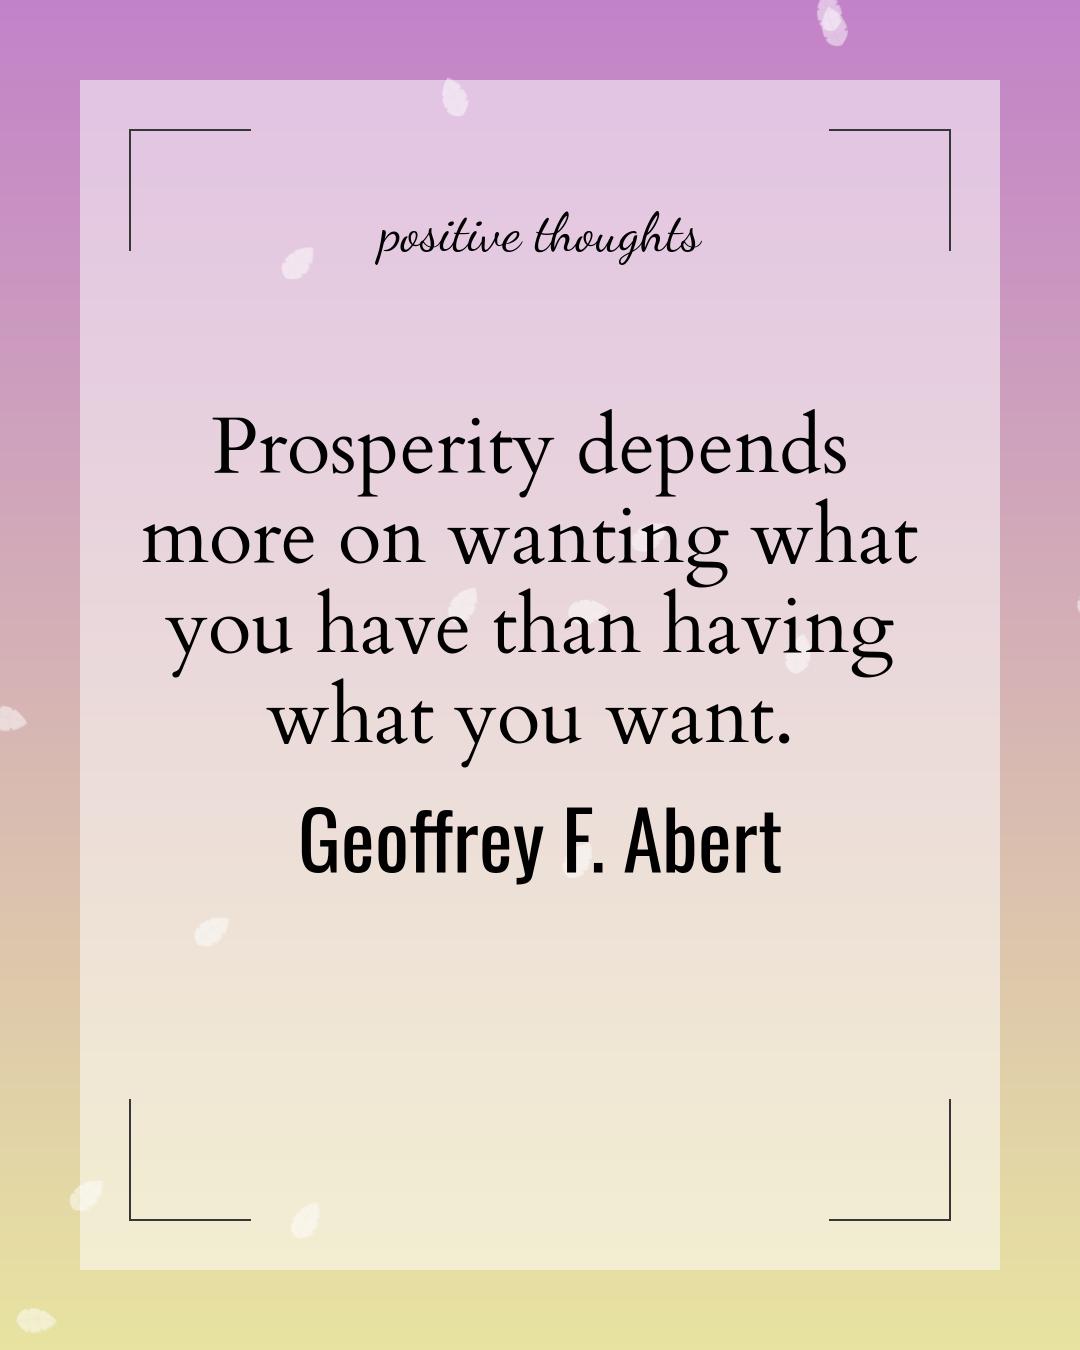 positive thoughts
Prosperity depends
more on wanting what
you have than having
what you want.
Geoffrey F. Abert